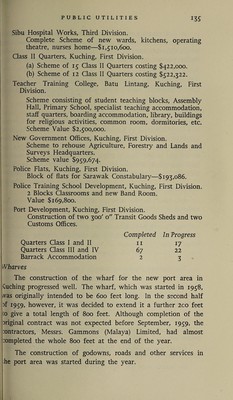 PUBLIC UTILITIES 135
Sibu Hospital Works, Third Division.
Complete Scheme of new wards, kitchens, operating
theatre, nurses home—$1,510,600.
Class II Quarters, Kuching, First Division.
(a) Scheme of 15 Class II Quarters costing $422,000.
(b) Scheme of 12 Class II Quarters costing $522,322.
Teacher Training College, Batu Lintang, Kuching, First
Division.
Scheme consisting of student teaching blocks, Assembly
Hall, Primary School, specialist teaching accommodation,
staff quarters, boarding accommodation, library, buildings
for religious activities, common room, dormitories, etc.
Scheme Value $2,500,000.
New Government Offices, Kuching, First Division.
Scheme to rehouse Agriculture, Forestry and Lands and
Surveys Headquarters.
Scheme value $959,674.
Police Flats, Kuching, First Division.
Block of flats for Sarawak Constabulary—$193,086.
Police Training School Development, Kuching, First Division.
2 Blocks Classrooms and new Band Room.
Value $169,800.
Port Development, Kuching, First Division.
Construction of two 300' 0" Transit Goods Sheds and two
Customs Offices.
Completed In Progress
Quarters Class I and II 11 17
Quarters Class III and IV 67 22
Barrack Accommodation 2 3
Wharves
The construction of the wharf for the new port area in
Kuching progressed well. The wharf, which was started in 1958,
was originally intended to be 600 feet long. In the second half
of 1959, however, it was decided to extend it a further 200 feet
to give a total length of 800 feet. Although completion of the
original contract was not expected before September, 1959, the
contractors, Messrs. Gammons (Malaya) Limited, had almost
completed the whole 800 feet at the end of the year.
The construction of godowns, roads and other services in
the port area was started during the year.